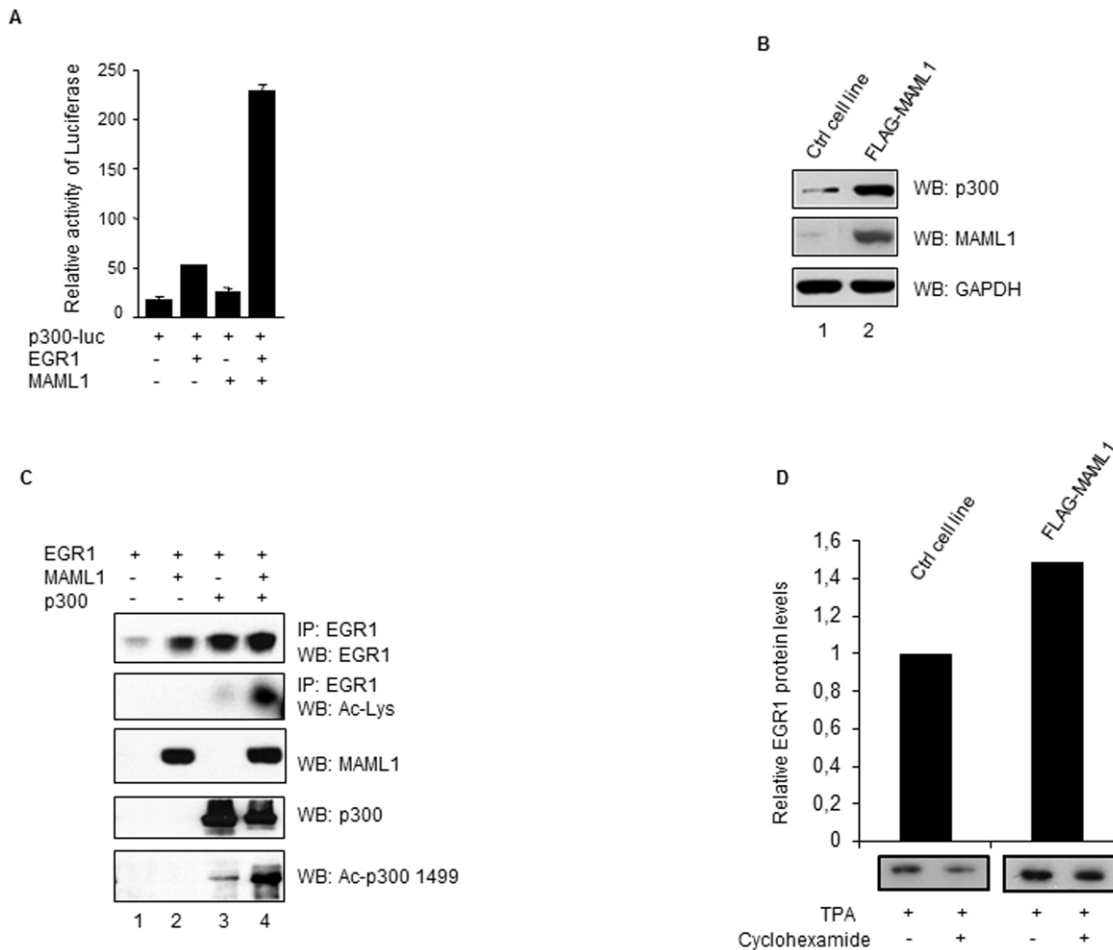 A
Relative activity of Luciferase
250
200
150
100
50
0
p300-luc + + + +
EGR1 - + - +
MAML1 - - + +
B
Ctrl cell line
FLAG-MAML1
WB: p300
WB: MAML1
WB: GAPDH
1 2
C
EGR1 + + + +
MAML1 - + - +
p300 - - + +
IP: EGR1
WB: EGR1
IP: EGR1
WB: Ac-Lys
WB: MAML1
WB: p300
WB: Ac-p300 1499
1 2 3 4
D
Ctrl cell line
FLAG-MAML1
Relative EGR1 protein levels
1,6
1,4
1,2
1
0,8
0,6
0,4
0,2
0
TPA + + + +
Cyclohexamide - + - +